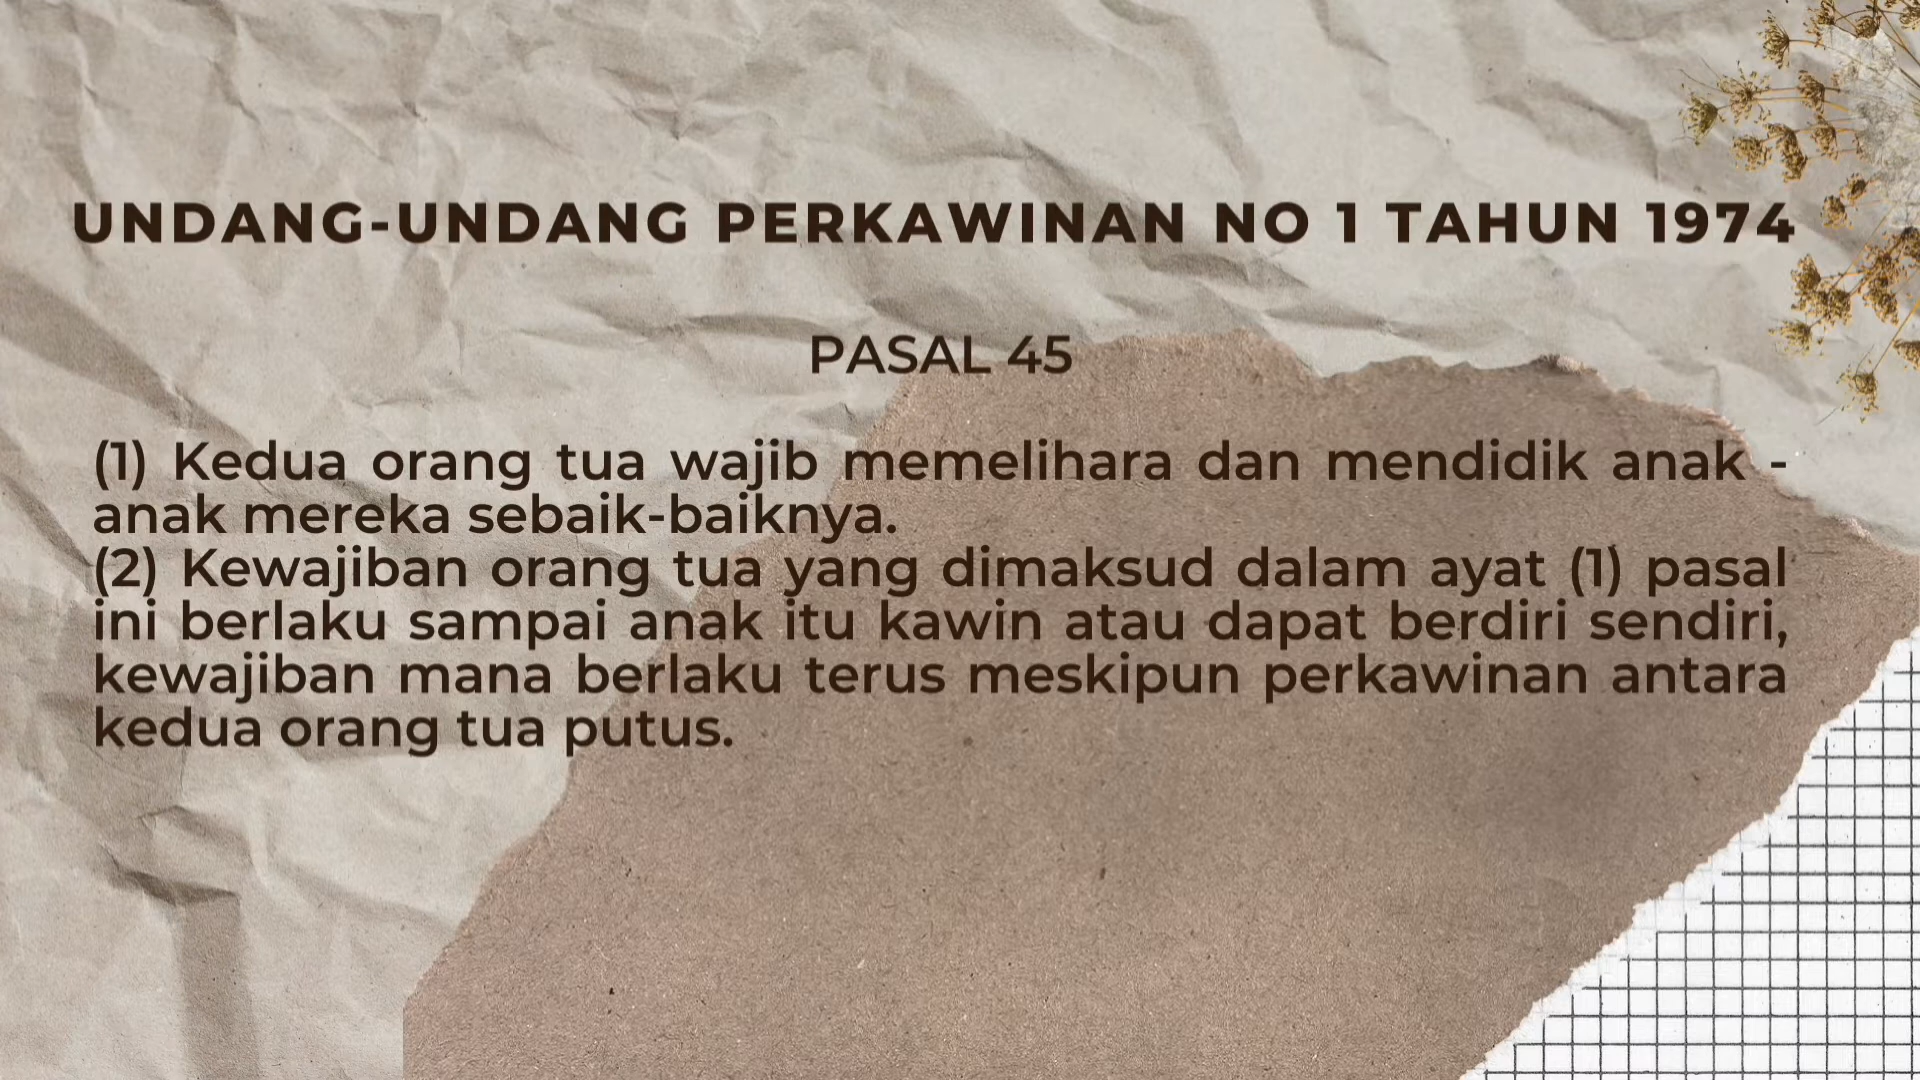 UNDANG-UNDANG PERKAWINAN NO 1 TAHUN 1974
PASAL 45
(1) Kedua orang tua wajib memelihara dan mendidik anak -
anak mereka sebaik-baiknya.
(2) Kewajiban orang tua yang dimaksud dalam ayat (1) pasal
ini berlaku sampai anak itu kawin atau dapat berdiri sendiri,
kewajiban mana berlaku terus meskipun perkawinan antara
kedua orang tua putus.